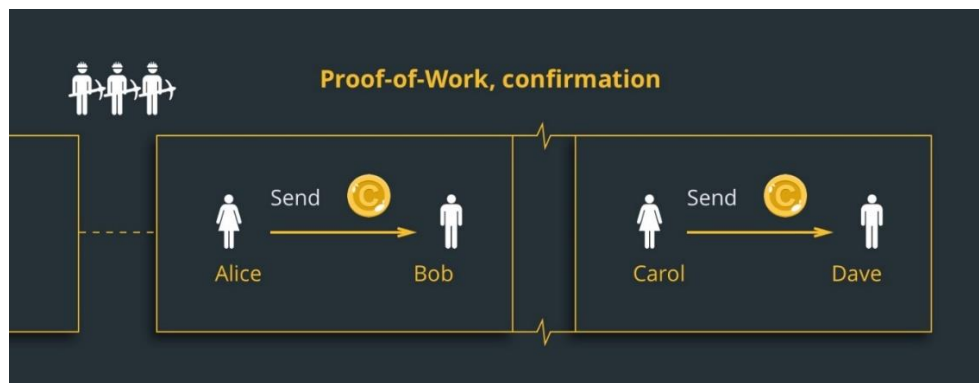 Proof-of-Work, confirmation
Send C Send C
Alice Bob Carol Dave